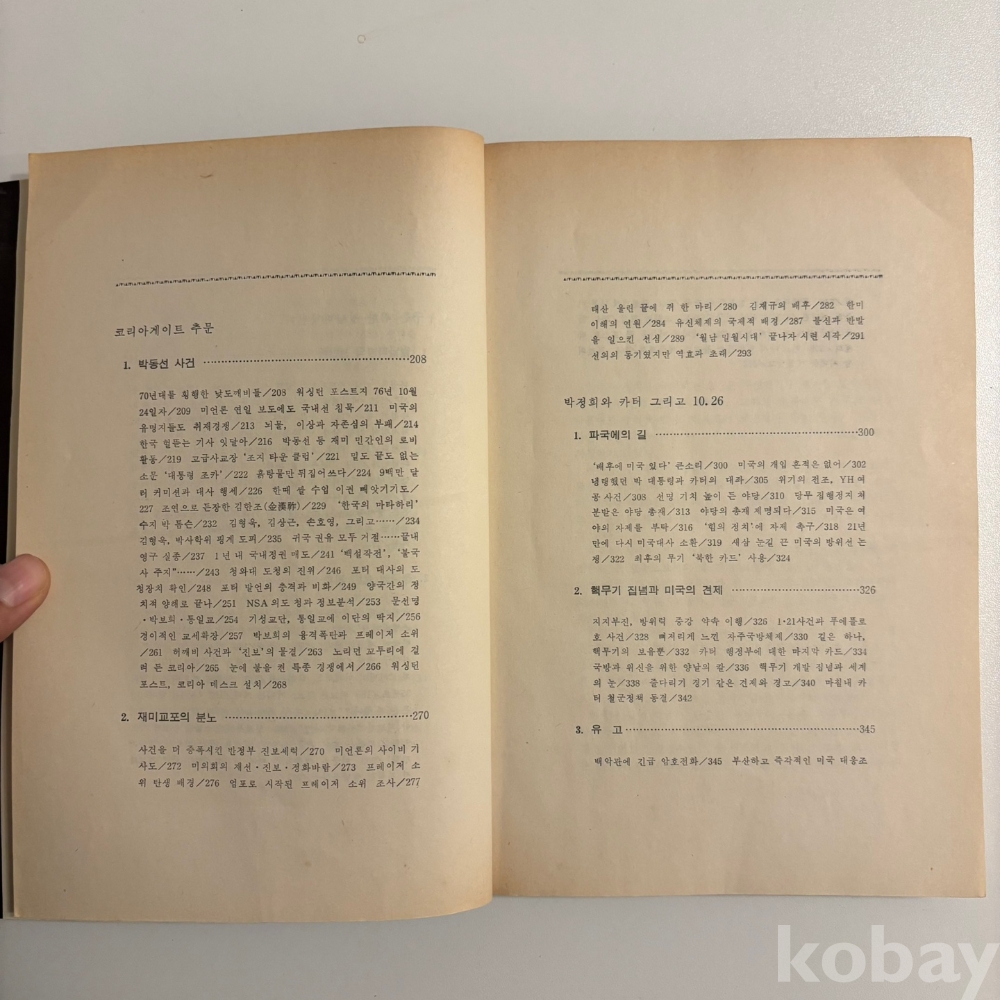 코리아게이트 추문
1. 박동선 사건 ……………………………………208
70년대를 횡행한 낮도깨비들/208 워싱턴 포스트지 76년 10월
24일자/209 미언론 연일 보도에도 국내선 침묵/211 미국의
유명지들도 취재경쟁/213 뇌물, 이상과 자존심의 부패/214
한국 헐뜯는 기사 잇달아/216 박동선 등 재미 민간인의 로비
활동/219 고급사교장 '조지 타운 클럽'/221 밑도 끝도 없는
소문 '대통령 조카'/222 흙탕물만 뒤집어쓰다/224 9백만 달
러 커미션과 대사 행세/226 한때 쌀 수입 이권 빼앗기기도/
227 조연으로 등장한 김한조(金漢祚)/229 '한국의 마타하리'
수지 박 톰슨/232 김형욱, 김상근, 손호영, 그리고……/234
김형욱, 박사학위 핑계 도피/235 귀국 권유 모두 거절……끝내
영구 실종/237 1년 내 국내정권 매도/241 '백설작전', '불국
사 주지"……/243 청와대 도청의 진위/246 포터 대사의 도
청장치 확인/248 포터 발언의 충격과 비화/249 양국간의 정
치적 양해로 끝나/251 NSA의 도청과 정보분석/253 문선명
·박보희·통일교/254 기성교단, 통일교에 이단의 딱지/256
경이적인 교세확장/257 박보희의 융격폭탄과 프레이저 소위
/261 허깨비 사건과 '진보'의 물결/263 노리면 교두리에 걸
려 든 코리아/265 눈에 불을 켠 특종 경쟁에서/266 워싱턴
포스트, 코리아 데스크 설치/268
2. 재미교포의 분노 ……………………………………270
사건을 더 증폭시킨 반정부 진보세력/270 미언론의 사이비 기
사도/272 미의회의 개선·진보·정화바람/273 프레이저 소
위 탄생 배경/276 엄포로 시작된 프레이저 소위 조사/277
태산 울린 끝에 쥐 한 마리/280 김재규의 배후/282 한미
이해의 연원/284 유신체제의 국제적 배경/287 불신과 반발
을 일으킨 선심/289 '월남 밀월시대' 끝나자 시련 시작/291
선의의 동기였지만 역효과 초래/293
박정희와 카터 그리고 10.26
1. 파국에의 길 ……………………………………300
'배후에 미국 있다' 큰소리/300 미국의 개입 흔적은 없어/302
냉랭했던 박 대통령과 카터의 대좌/305 위기의 전조, YH여
공사건/308 선명 기치 높이 든 야당/310 당무 집행정지 처
분받은 야당 총재/313 야당의 총재 제명되다/315 미국은 여
야의 자제를 부탁/316 '힘의 정치'에 자제 촉구/318 21년
만에 다시 미국대사 소환/319 세상 눈길 끈 미국의 방위선 논
쟁/322 최후의 무기 '북한 카드' 사용/324
2. 핵무기 집념과 미국의 견제 ……………………………326
지지부진, 방위력 증강 약속 이행/326 1·21사건과 푸에블로
호 사건/328 뼈저리게 느낀 자주국방체제/330 길은 하나,
핵무기의 보유뿐/332 카터 행정부에 대한 마지막 카드/334
국방과 위신을 위한 양날의 칼/336 핵무기 개발 집념과 세계
의 눈/338 줄다리기 경기 같은 견제와 경고/340 마침내 카
터 철군정책 동결/342
3. 유 고 ……………………………………345
백악관에 긴급 암호전화/345 부산하고 즉각적인 미국 대응조
kobay